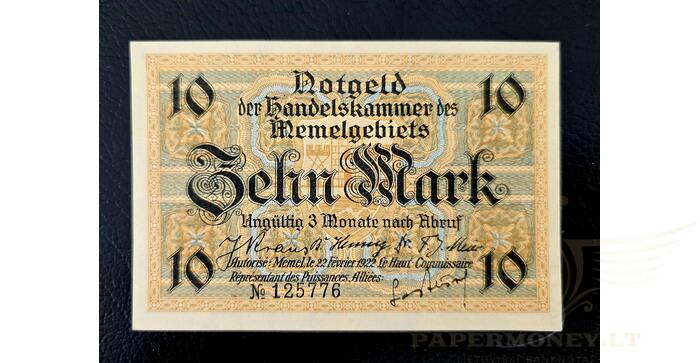 10 Notgeld 10
der Handelskammer des
Memelgebiets
Zehn Mark
Ungültig 3 Monate nach Abruf
Autorisé: Memel, le 22 Février 1922 Le Haut Commissaire
10 Représentant des Puissances Alliées: 10
No 125776
PAPERMONEY.LT